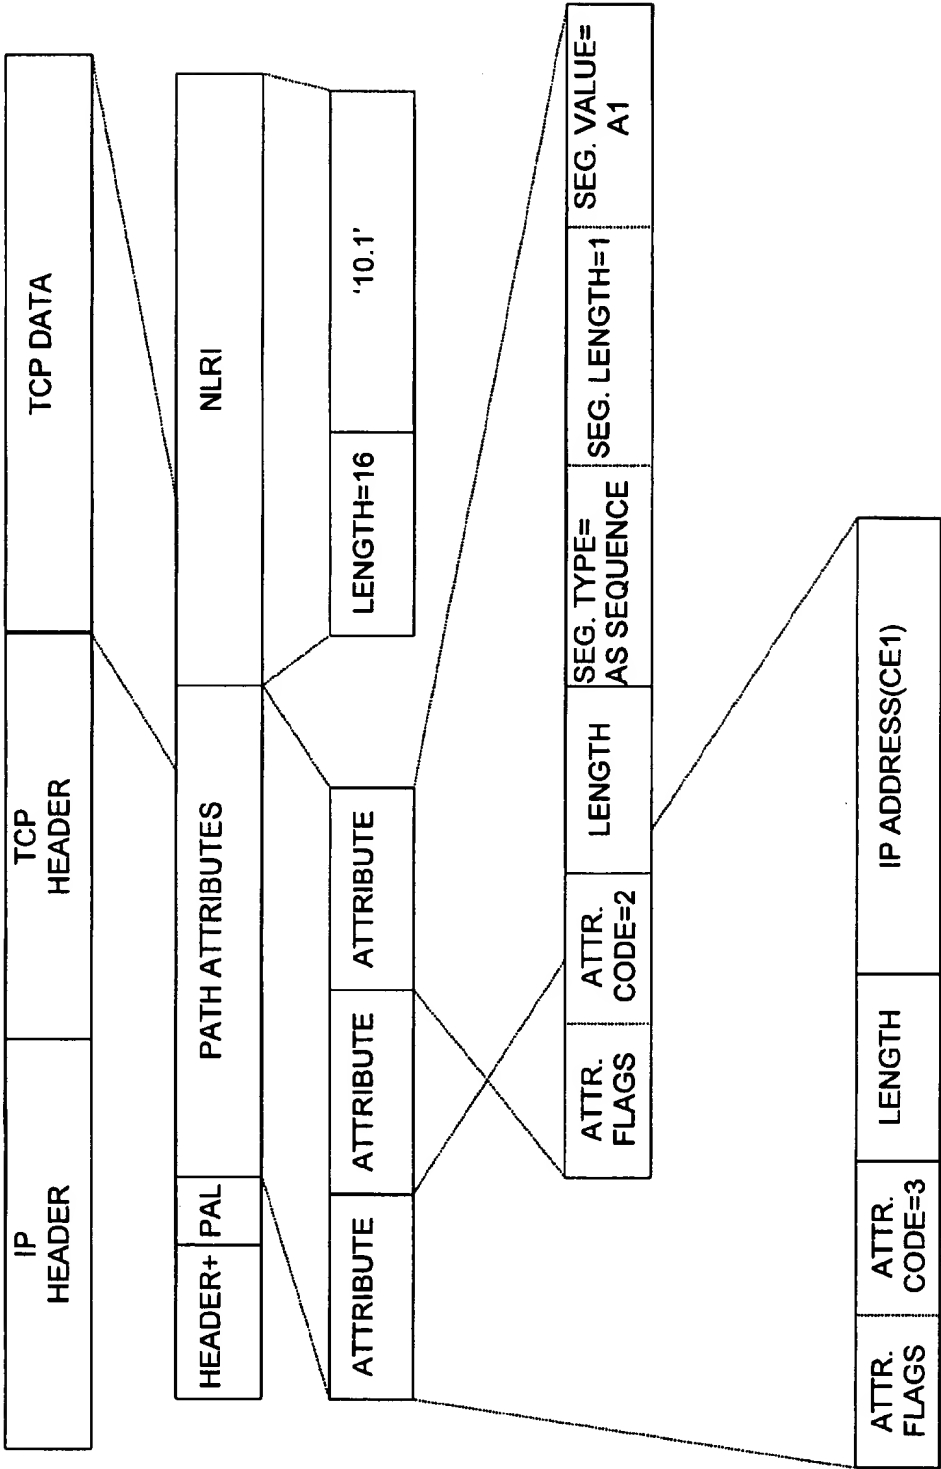 IP
HEADER
TCP
HEADER
TCP DATA
HEADER+
PAL
PATH ATTRIBUTES
NLRI
ATTRIBUTE
ATTRIBUTE
ATTRIBUTE
LENGTH=16
'10.1'
ATTR.
FLAGS
ATTR.
CODE=2
LENGTH
SEG. TYPE=
AS SEQUENCE
SEG. LENGTH=1
SEG. VALUE=
A1
ATTR.
FLAGS
ATTR.
CODE=3
LENGTH
IP ADDRESS(CE1)